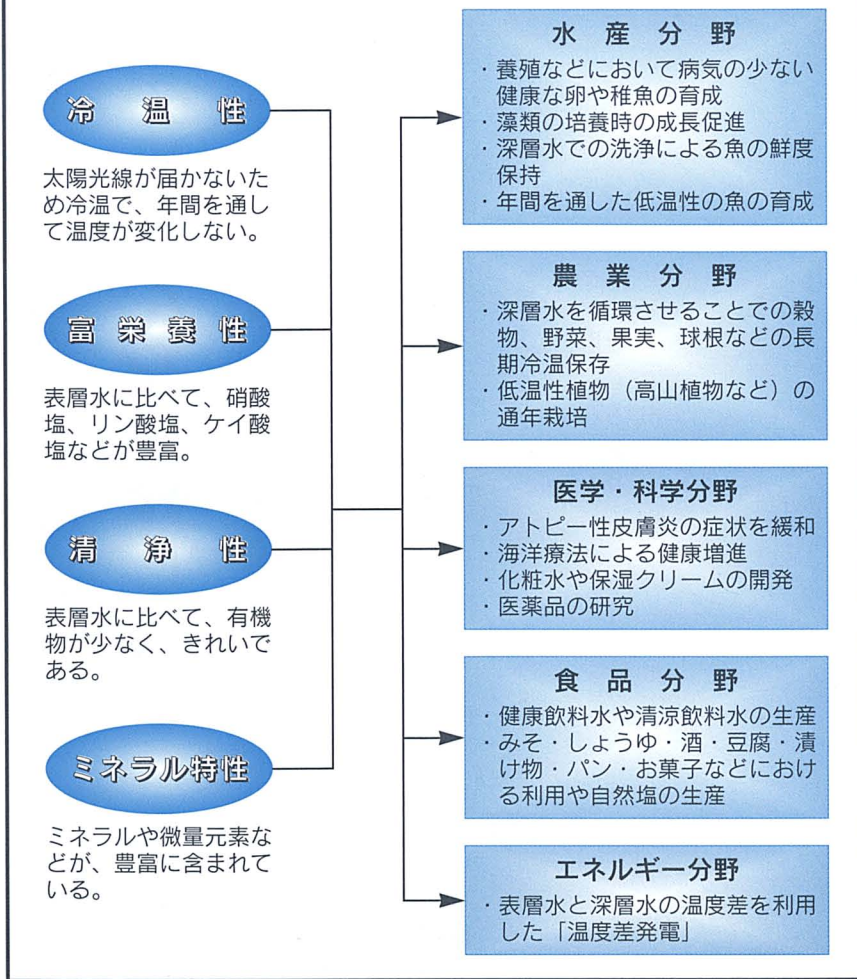 冷温性
太陽光線が届かないた
め冷温で、年間を通し
て温度が変化しない。
富栄養性
表層水に比べて、硝酸
塩、リン酸塩、ケイ酸
塩などが豊富。
清浄性
表層水に比べて、有機
物が少なく、きれいで
ある。
ミネラル特性
ミネラルや微量元素な
どが、豊富に含まれて
いる。
水産分野
・養殖などにおいて病気の少ない
健康な卵や稚魚の育成
・藻類の培養時の成長促進
・深層水での洗浄による魚の鮮度
保持
・年間を通した低温性の魚の育成
農業分野
・深層水を循環させることでの穀
物、野菜、果実、球根などの長
期冷温保存
・低温性植物（高山植物など）の
通年栽培
医学・科学分野
・アトピー性皮膚炎の症状を緩和
・海洋療法による健康増進
・化粧水や保湿クリームの開発
・医薬品の研究
食品分野
・健康飲料水や清涼飲料水の生産
・みそ・しょうゆ・酒・豆腐・漬
け物・パン・お菓子などにおけ
る利用や自然塩の生産
エネルギー分野
・表層水と深層水の温度差を利用
した「温度差発電」